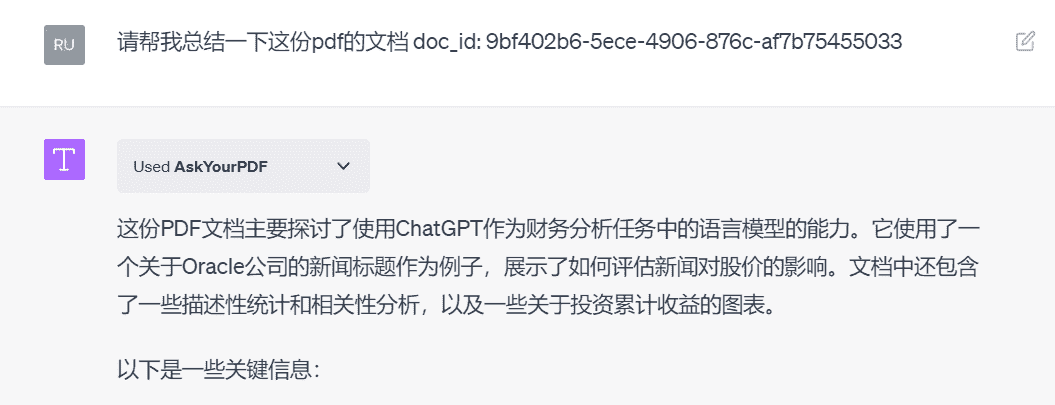 RU
请帮我总结一下这份pdf的文档 doc_id: 9bf402b6-5ece-4906-876c-af7b75455033
T
Used AskYourPDF
这份PDF文档主要探讨了使用ChatGPT作为财务分析任务中的语言模型的能力。它使用了一
个关于Oracle公司的新闻标题作为例子，展示了如何评估新闻对股价的影响。文档中还包含
了一些描述性统计和相关性分析，以及一些关于投资累计收益的图表。
以下是一些关键信息：